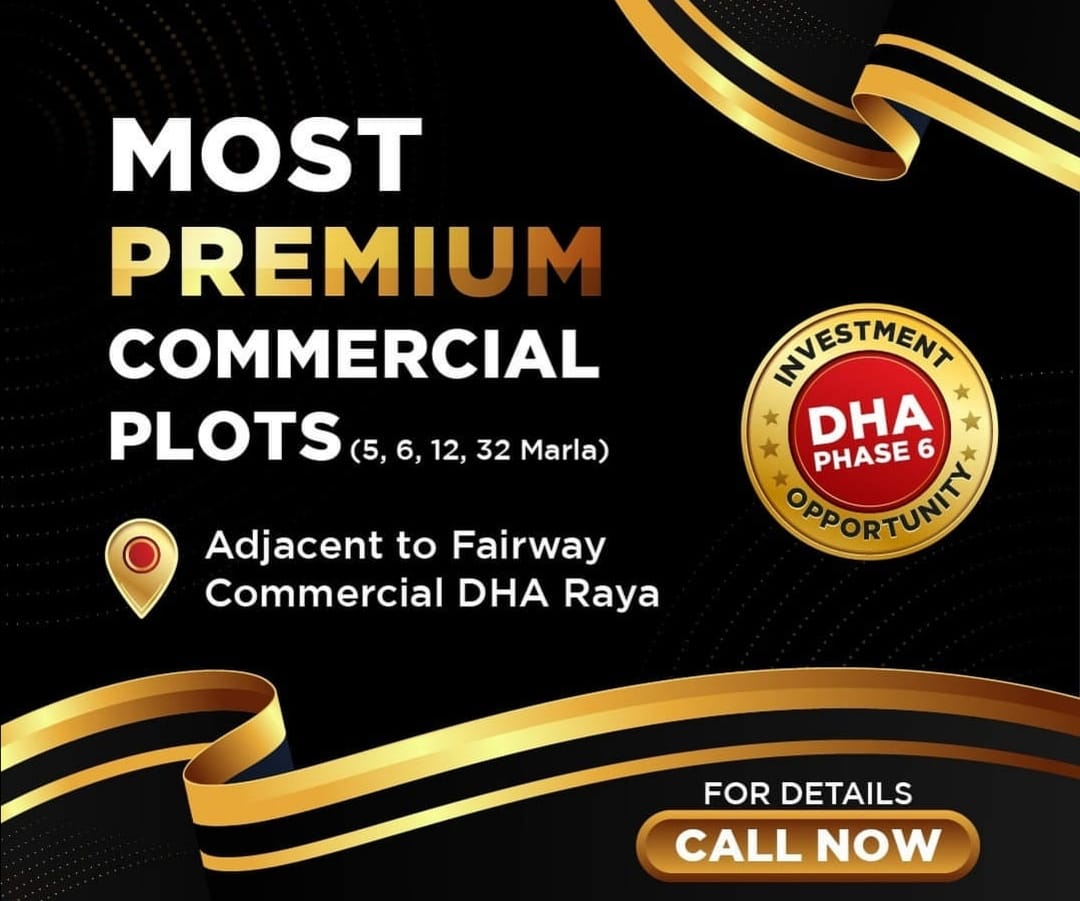 MOST
PREMIUM
COMMERCIAL
PLOTS (5, 6, 12, 32 Marla)
INVESTMENT
DHA
PHASE 6
OPPORTUNITY
Adjacent to Fairway
Commercial DHA Raya
FOR DETAILS
CALL NOW